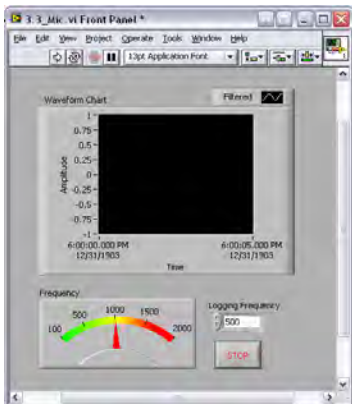 3.3_Mic.vi Front Panel *
File Edit View Project Operate Tools Window Help
13pt Application Font
Waveform Chart
Filtered
Amplitude
1
0.75
0.5
0.25
0
-0.25
-0.5
-0.75
-1
6:00:00.000 PM
12/31/1903
6:00:05.000 PM
12/31/1903
Time
Frequency
100 500 1000 1500 2000
Logging Frequency
500
STOP